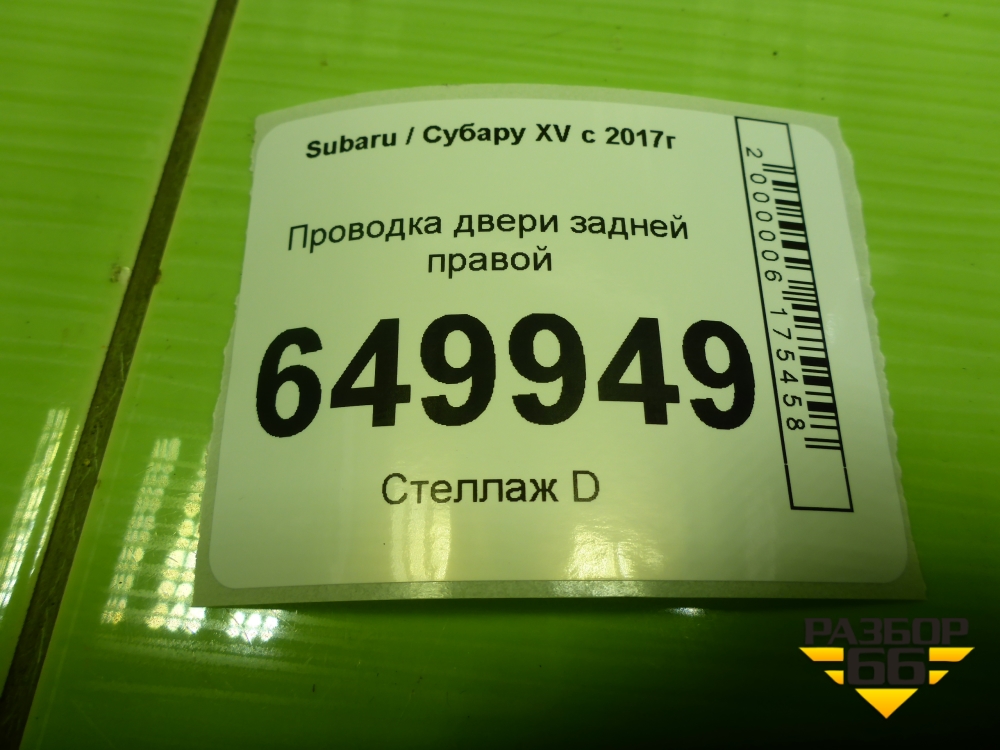 Subaru / Субару XV с 2017г
Проводка двери задней
правой
649949
Стеллаж D
2000006175458
РАЗБОР
66